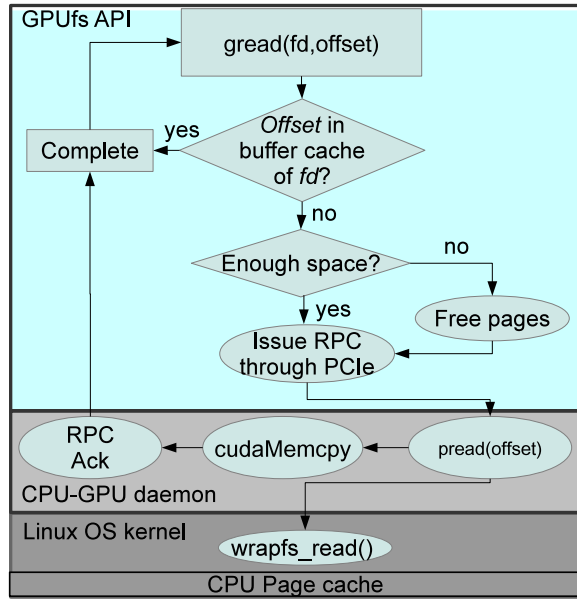 GPUfs API
gread(fd,offset)
yes
Complete
Offset in
buffer cache
of fd?
no
Enough space?
no
yes
Free pages
Issue RPC
through PCIe
RPC
Ack
cudaMemcpy
pread(offset)
CPU-GPU daemon
Linux OS kernel
wrapfs_read()
CPU Page cache